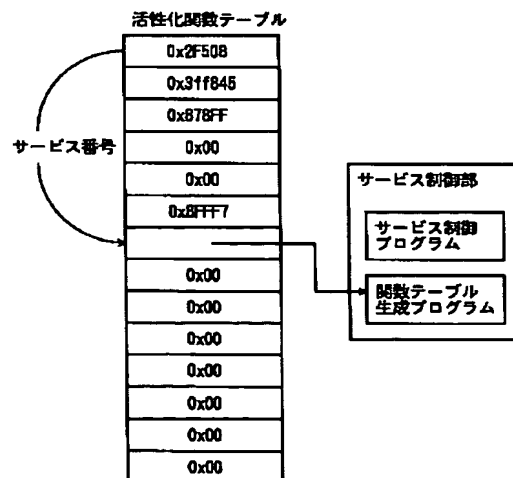 活性化関数テーブル
0x2F508
0x3ff845
0x878FF
0x00
サービス番号
0x00
0x8FFF7
0x00
0x00
0x00
0x00
0x00
0x00
0x00
サービス制御部
サービス制御
プログラム
関数テーブル
生成プログラム